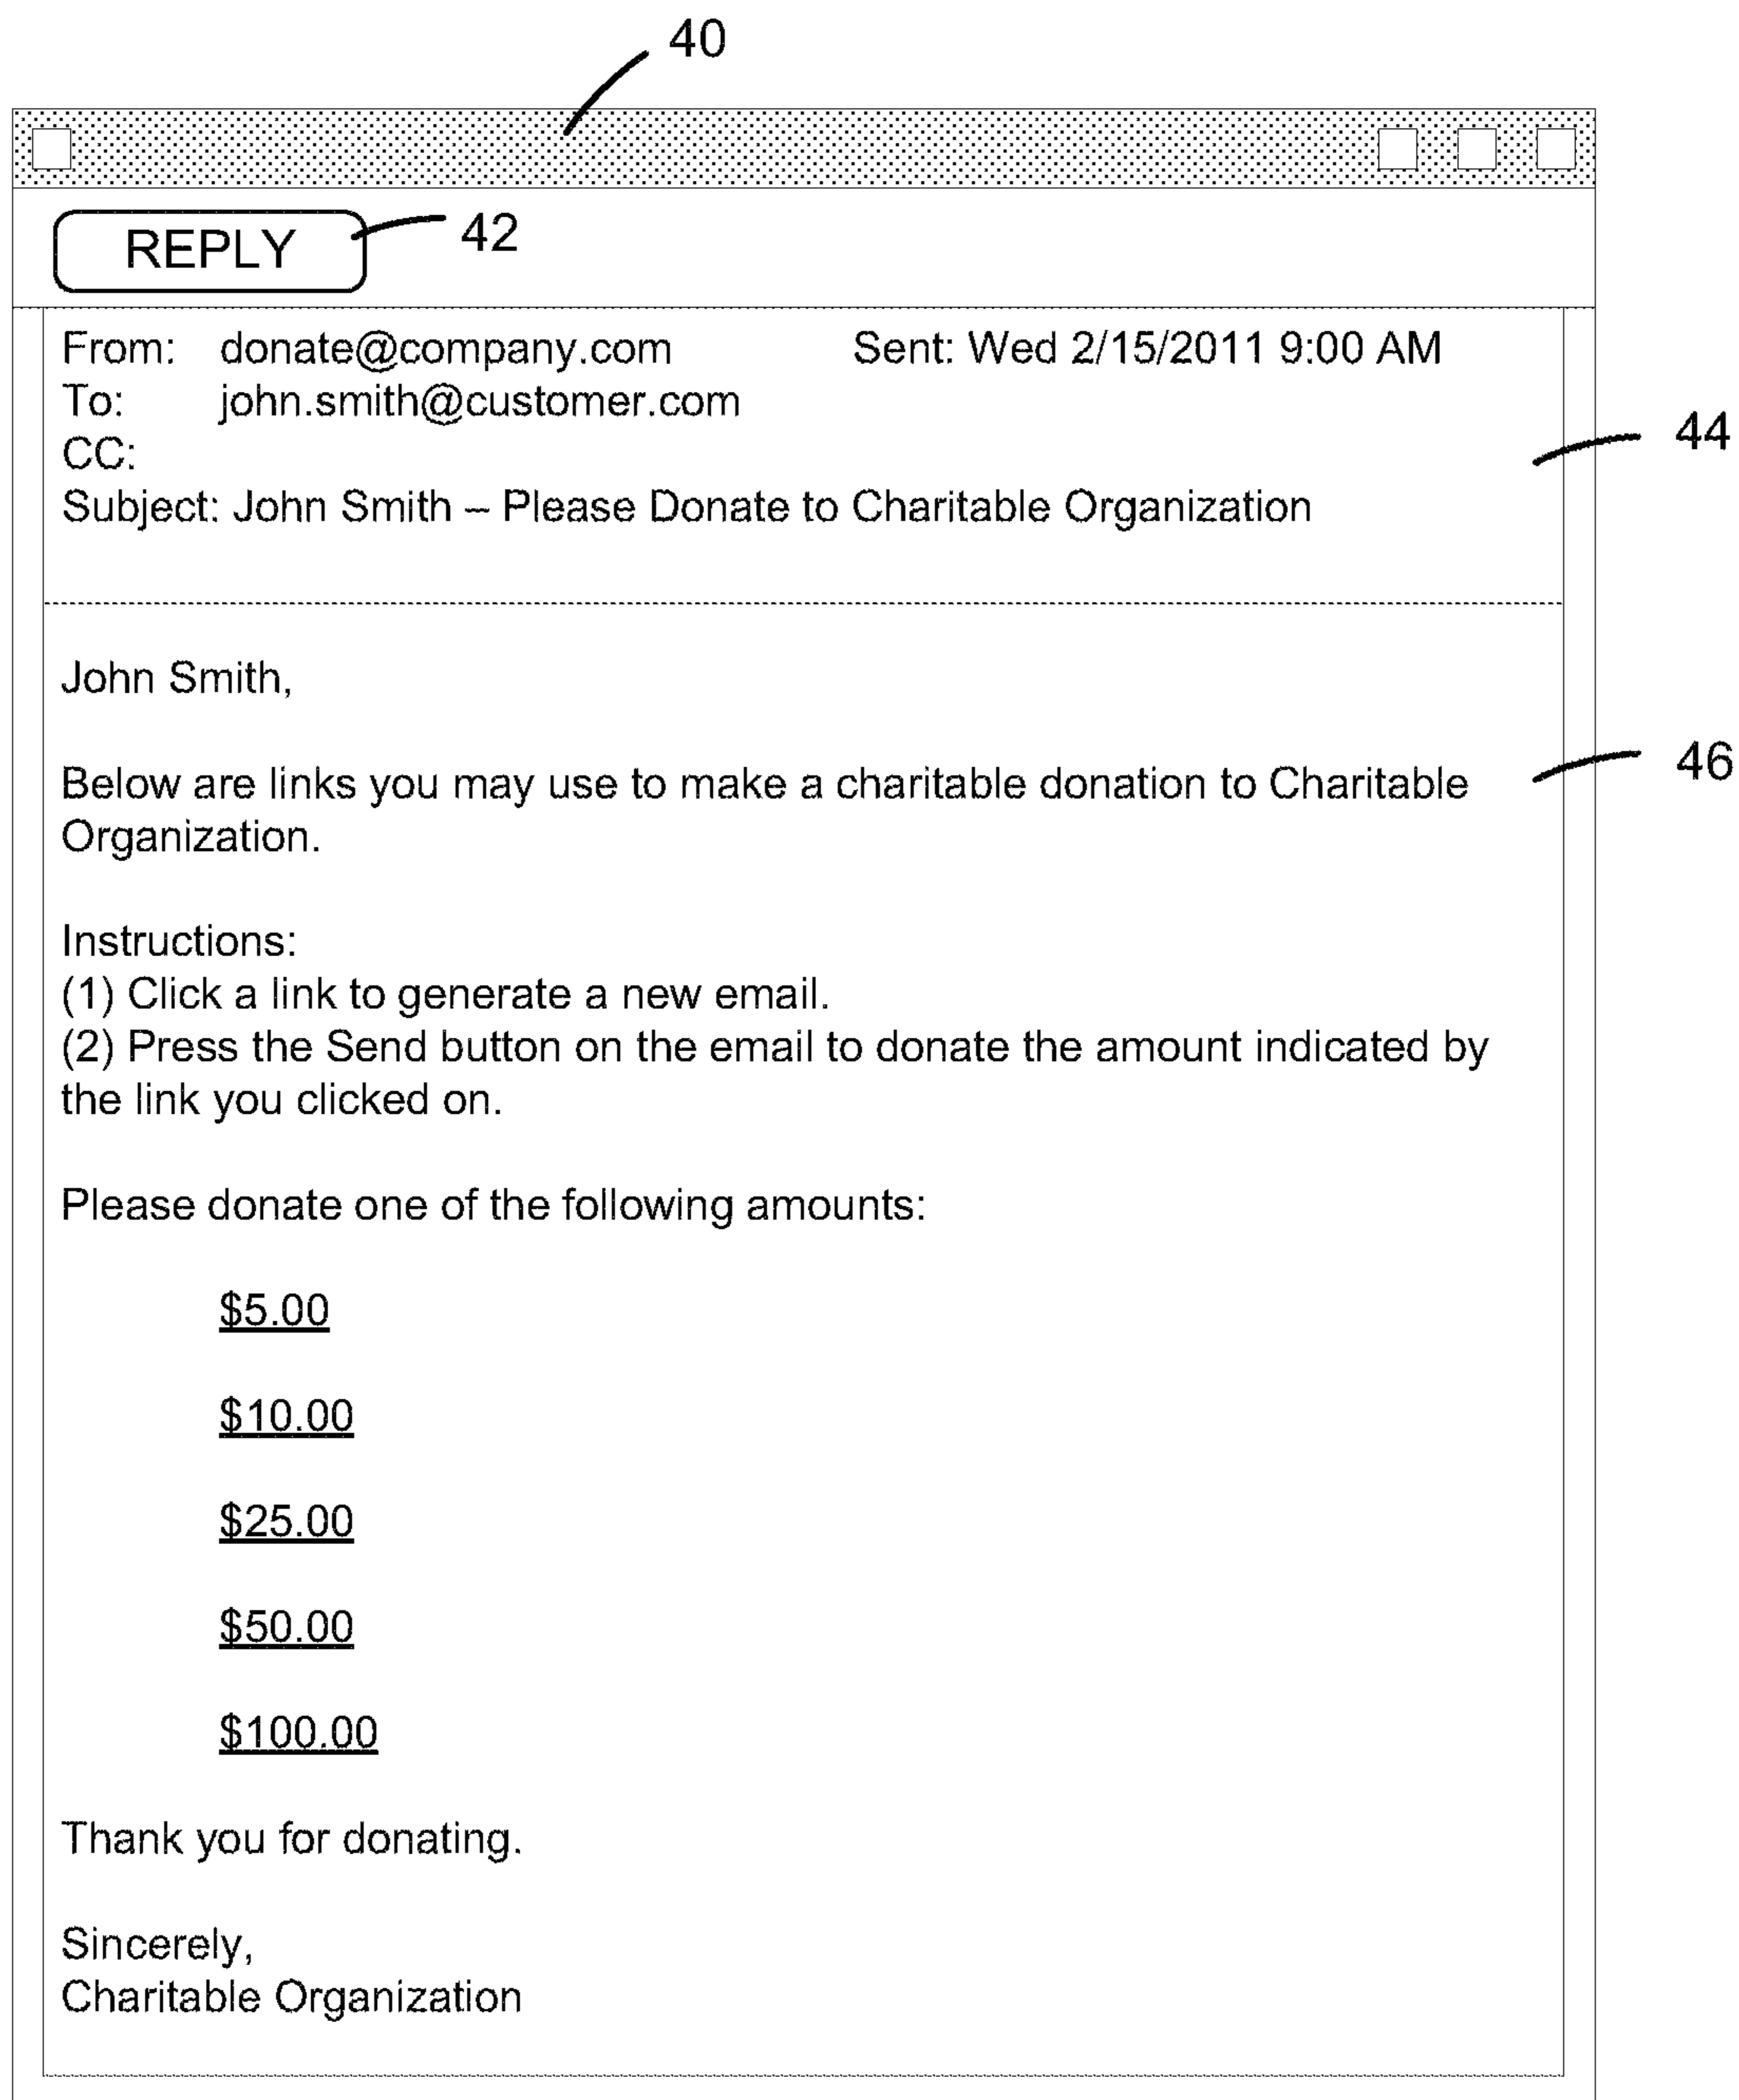 40
REPLY 42
From: donate@company.com Sent: Wed 2/15/2011 9:00 AM
To: john.smith@customer.com
CC:
44
Subject: John Smith – Please Donate to Charitable Organization
John Smith,
46
Below are links you may use to make a charitable donation to Charitable
Organization.
Instructions:
(1) Click a link to generate a new email.
(2) Press the Send button on the email to donate the amount indicated by
the link you clicked on.
Please donate one of the following amounts:
$5.00
$10.00
$25.00
$50.00
$100.00
Thank you for donating.
Sincerely,
Charitable Organization